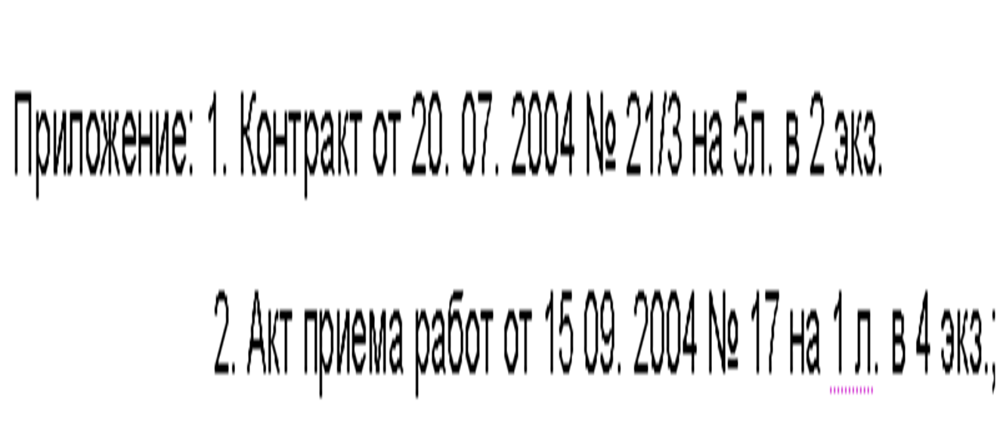 Приложение: 1. Контракт от 20. 07. 2004 № 21/3 на 5л. в 2 экз.
2. Акт приема работ от 15 09. 2004 № 17 на 1 л. в 4 экз.;